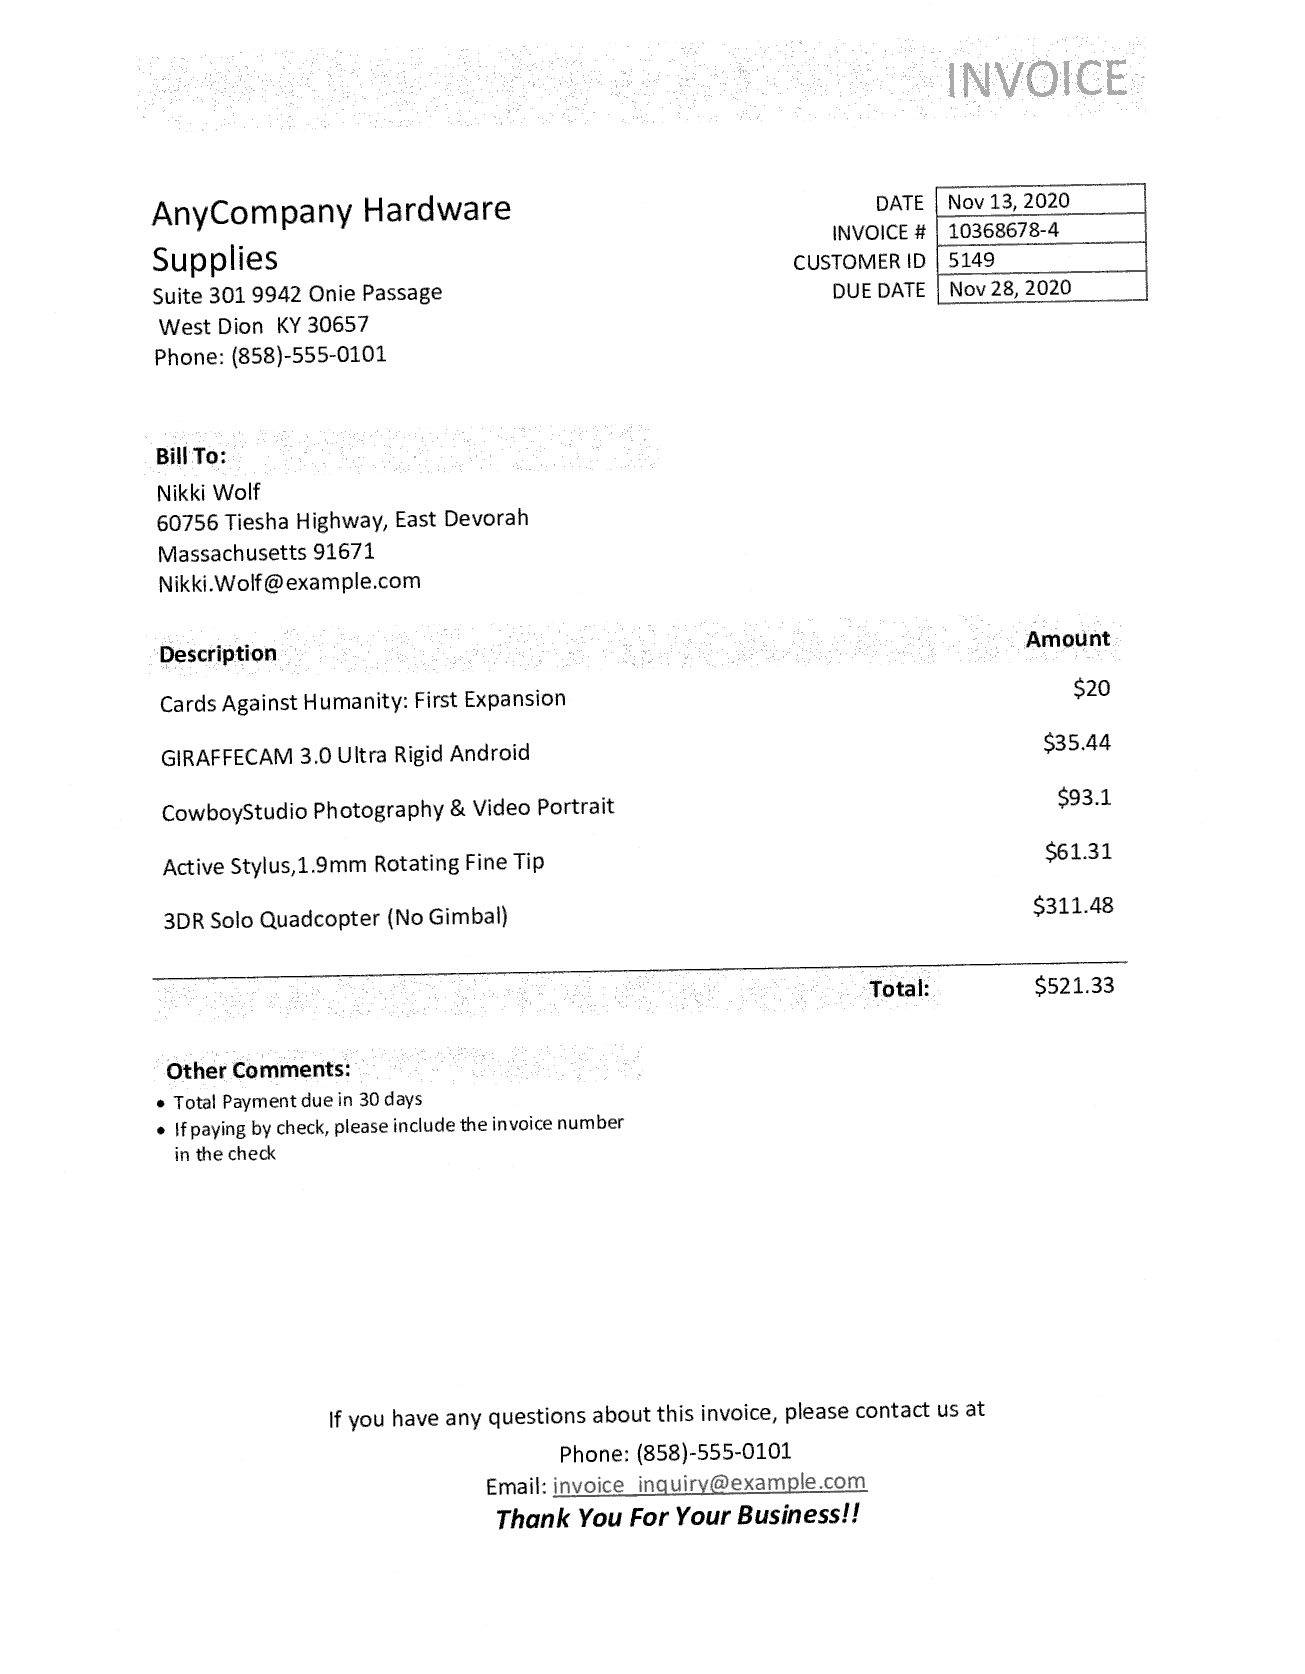 INVOICE
AnyCompany Hardware
Supplies
Suite 301 9942 Onie Passage
West Dion KY 30657
Phone: (858)-555-0101
DATE Nov 13, 2020
INVOICE # 10368678-4
CUSTOMER ID 5149
DUE DATE Nov 28, 2020
Bill To:
Nikki Wolf
60756 Tiesha Highway, East Devorah
Massachusetts 91671
Nikki.Wolf@example.com
Description Amount
Cards Against Humanity: First Expansion $20
GIRAFFECAM 3.0 Ultra Rigid Android $35.44
CowboyStudio Photography & Video Portrait $93.1
Active Stylus,1.9mm Rotating Fine Tip $61.31
3DR Solo Quadcopter (No Gimbal) $311.48
Total: $521.33
Other Comments:
• Total Payment due in 30 days
• If paying by check, please include the invoice number
in the check
If you have any questions about this invoice, please contact us at
Phone: (858)-555-0101
Email: invoice_inquiry@example.com
Thank You For Your Business!!